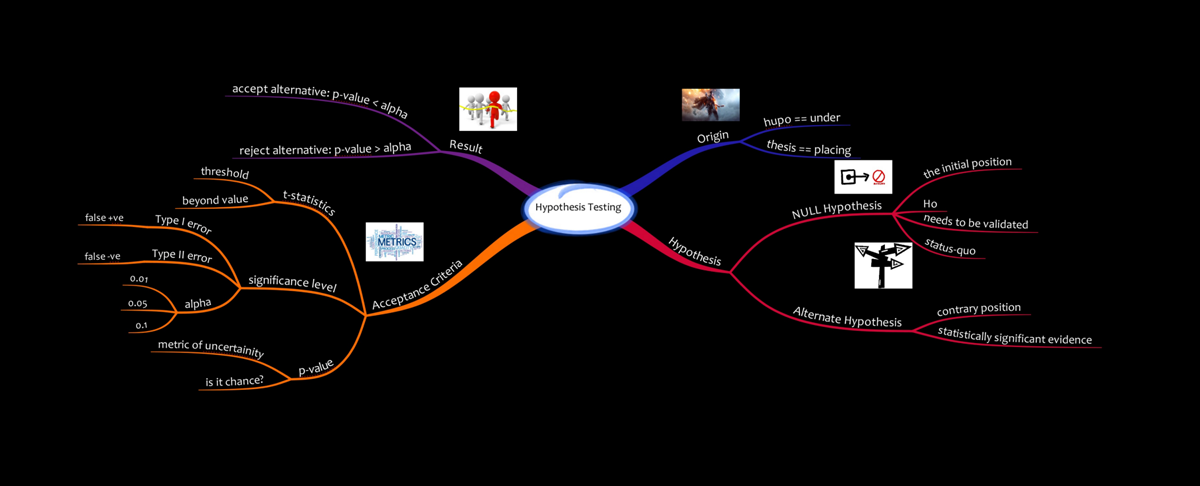 Hypothesis Testing
Origin
hupo == under
thesis == placing
Hypothesis
NULL Hypothesis
the initial position
Ho
needs to be validated
status-quo
Alternate Hypothesis
contrary position
statistically significant evidence
Result
accept alternative: p-value < alpha
reject alternative: p-value > alpha
Acceptance Criteria
t-statistics
threshold
beyond value
significance level
Type I error
false +ve
Type II error
false -ve
alpha
0.01
0.05
0.1
p-value
metric of uncertainity
is it chance?
METRICS